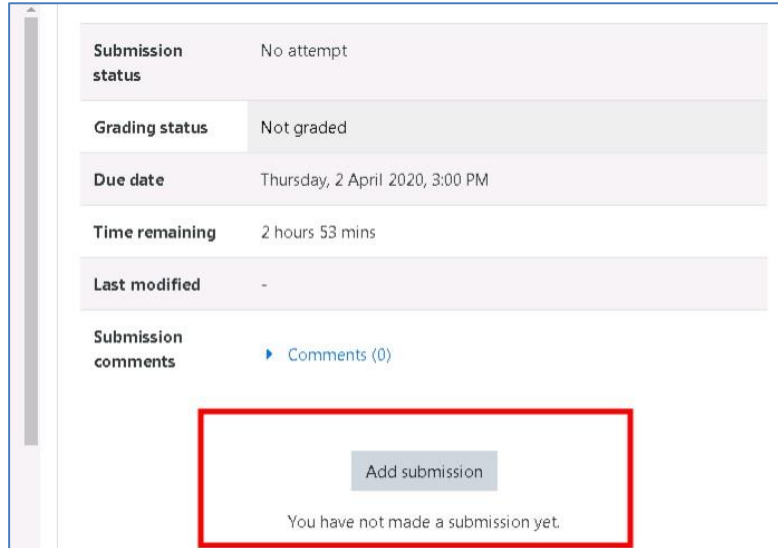 Submission status No attempt
Grading status Not graded
Due date Thursday, 2 April 2020, 3:00 PM
Time remaining 2 hours 53 mins
Last modified -
Submission comments Comments (0)
Add submission
You have not made a submission yet.